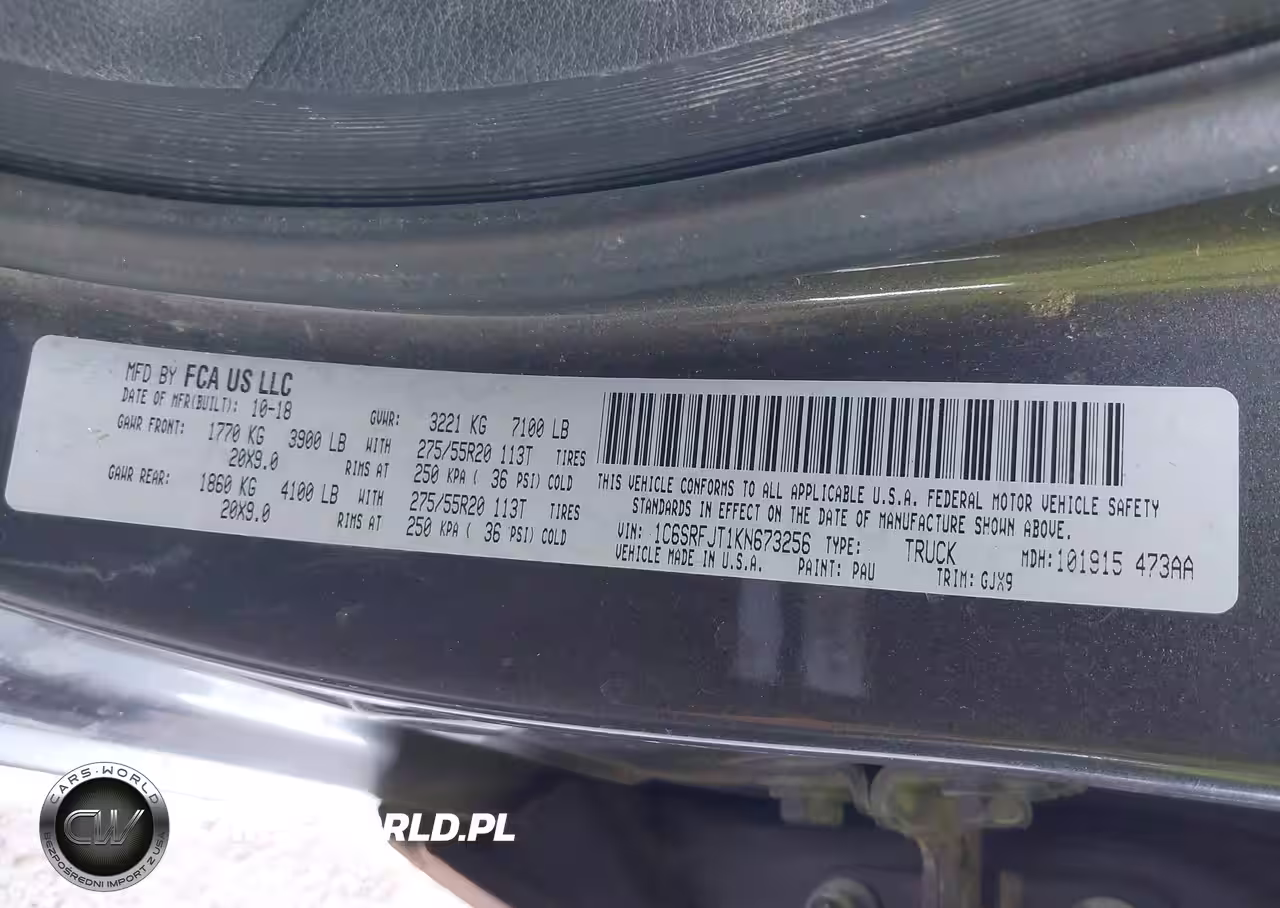 MFD BY FCA US LLC
DATE OF MFR(BUILT): 10-18 GVWR: 3221 KG 7100 LB
GAWR FRONT: 1770 KG 3900 LB WITH 275/55R20 113T TIRES
20X9.0 RIMS AT 250 KPA ( 36 PSI) COLD
GAWR REAR: 1860 KG 4100 LB WITH 275/55R20 113T TIRES
20X9.0 RIMS AT 250 KPA ( 36 PSI) COLD
THIS VEHICLE CONFORMS TO ALL APPLICABLE U.S.A. FEDERAL MOTOR VEHICLE SAFETY
STANDARDS IN EFFECT ON THE DATE OF MANUFACTURE SHOWN ABOVE.
VIN: 1C6SRFJT1KN673256 TYPE: TRUCK MDH:101915 473AA
VEHICLE MADE IN U.S.A. PAINT: PAU TRIM: GJX9
CARS-WORLD
CW
BEZPOŚREDNI IMPORT Z USA
ORLD.PL